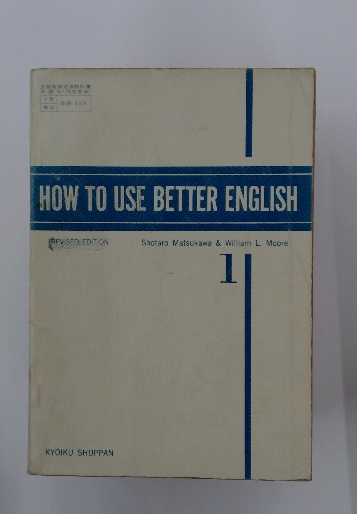 HOW TO USE BETTER ENGLISH
REVISED EDITION
Shotaro Matsukawa & William L. Moore
1
KYOIKU SHUPPAN